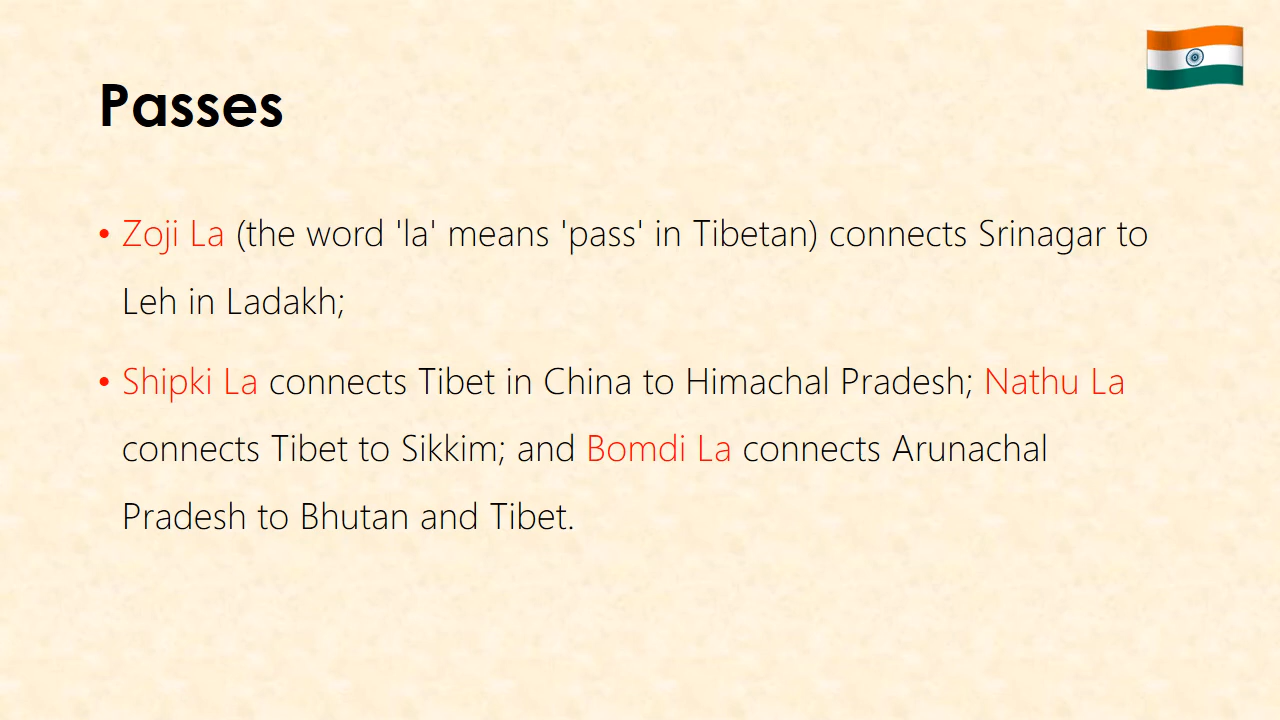 Passes
• Zoji La (the word 'la' means 'pass' in Tibetan) connects Srinagar to
Leh in Ladakh;
• Shipki La connects Tibet in China to Himachal Pradesh; Nathu La
connects Tibet to Sikkim; and Bomdi La connects Arunachal
Pradesh to Bhutan and Tibet.